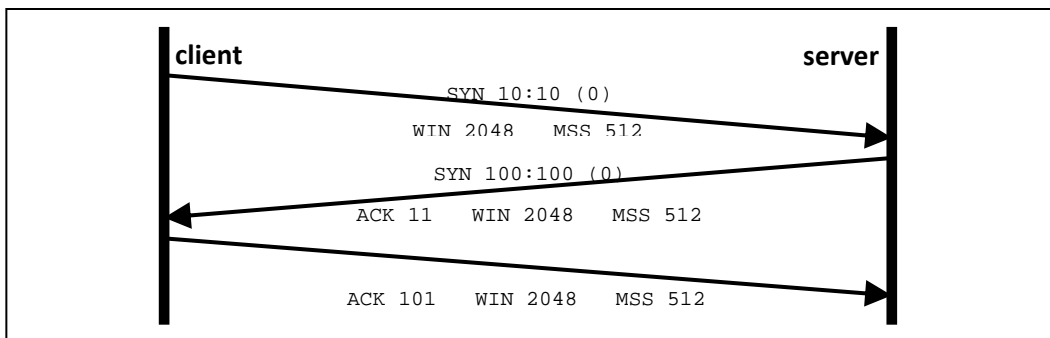 client
server
SYN 10:10 (0)
WIN 2048 MSS 512
SYN 100:100 (0)
ACK 11 WIN 2048 MSS 512
ACK 101 WIN 2048 MSS 512